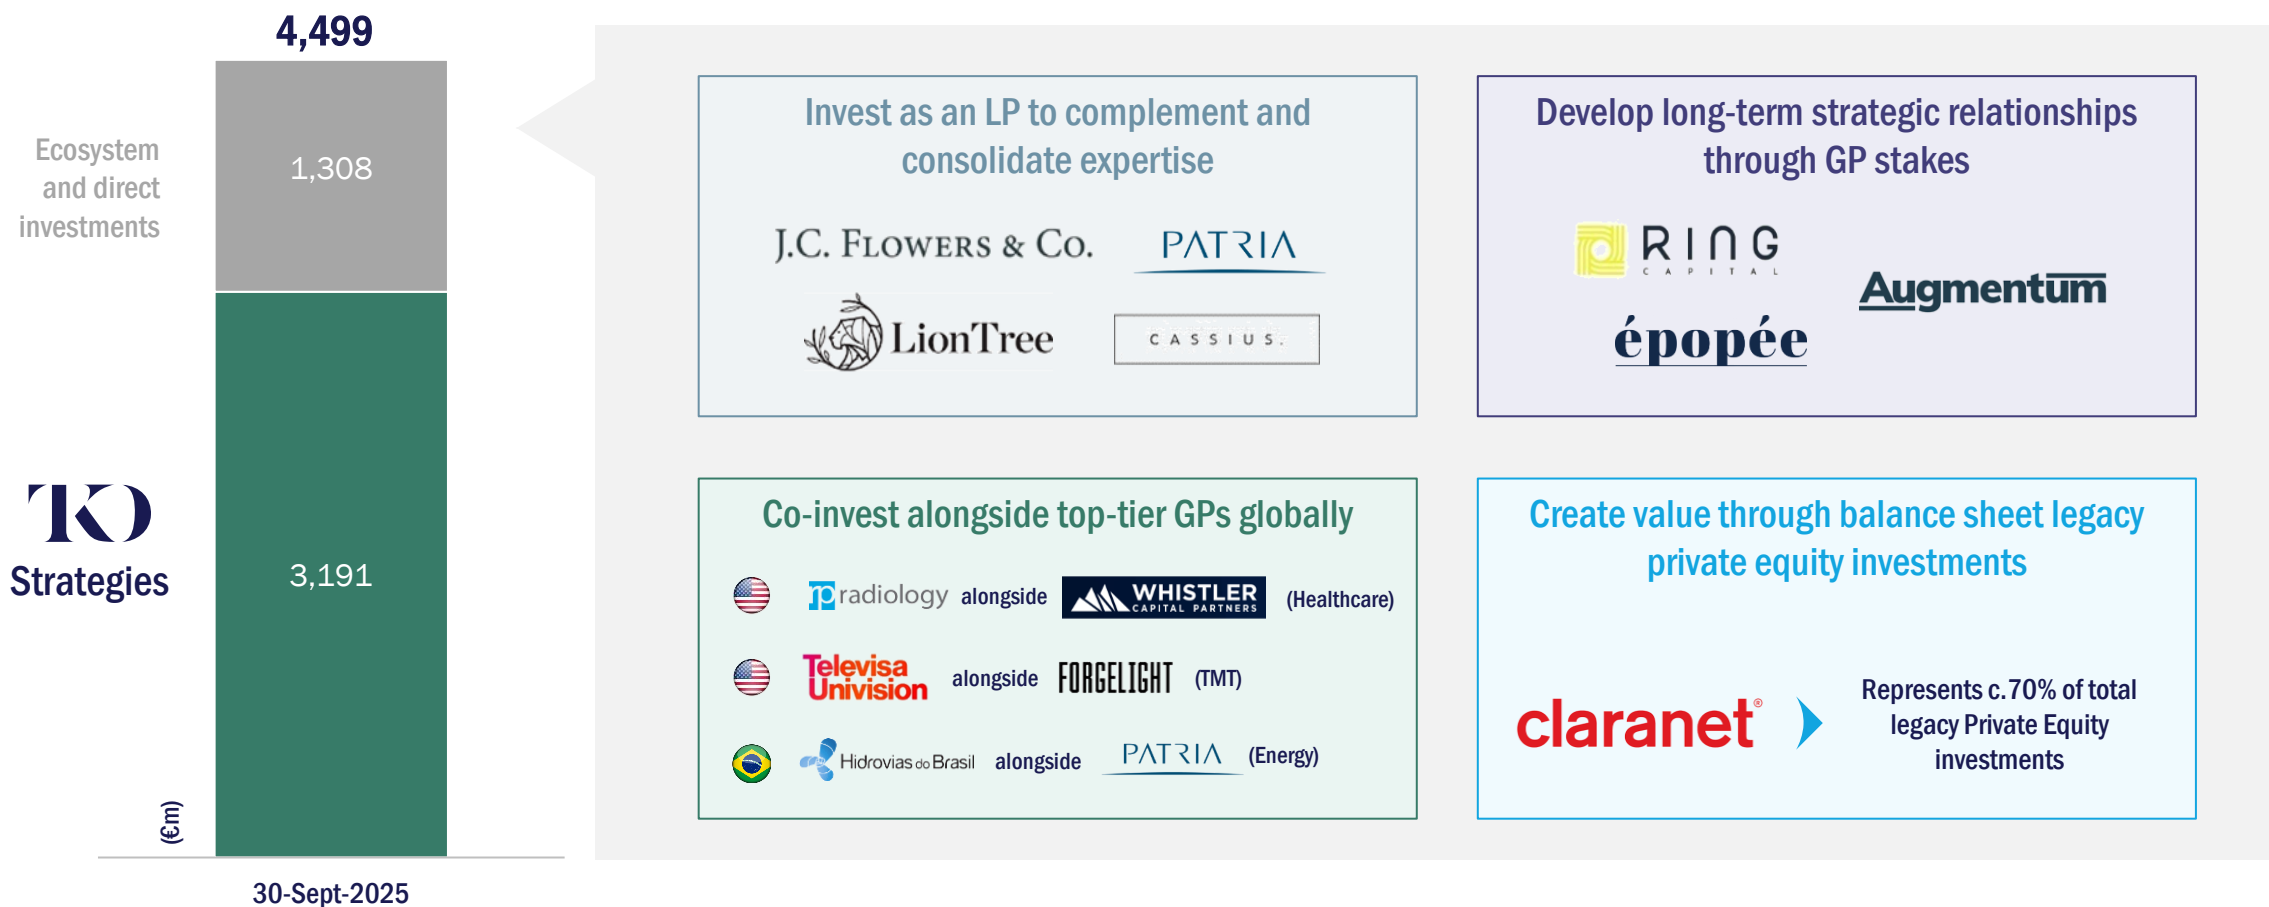 4,499
Ecosystem
and direct
investments
1,308
TKO
Strategies
3,191
(€m)
30-Sept-2025
Invest as an LP to complement and
consolidate expertise
J.C. FLOWERS & CO.
PATRIA
LionTree
CASSIUS.
Develop long-term strategic relationships
through GP stakes
RING
CAPITAL
Augmentum
épopée
Co-invest alongside top-tier GPs globally
rp radiology alongside WHISTLER CAPITAL PARTNERS (Healthcare)
Televisa
Univision alongside FORGELIGHT (TMT)
Hidrovias do Brasil alongside PATRIA (Energy)
Create value through balance sheet legacy
private equity investments
claranet®
Represents c.70% of total
legacy Private Equity
investments